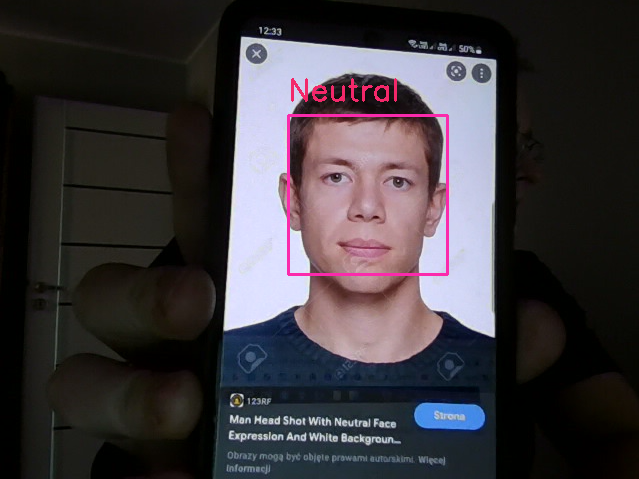 12:33
50%
Neutral
123RF
Man Head Shot With Neutral Face
Expression And White Backgroun...
Strona
Obrazy mogą być objęte prawami autorskimi. Więcej
informacji